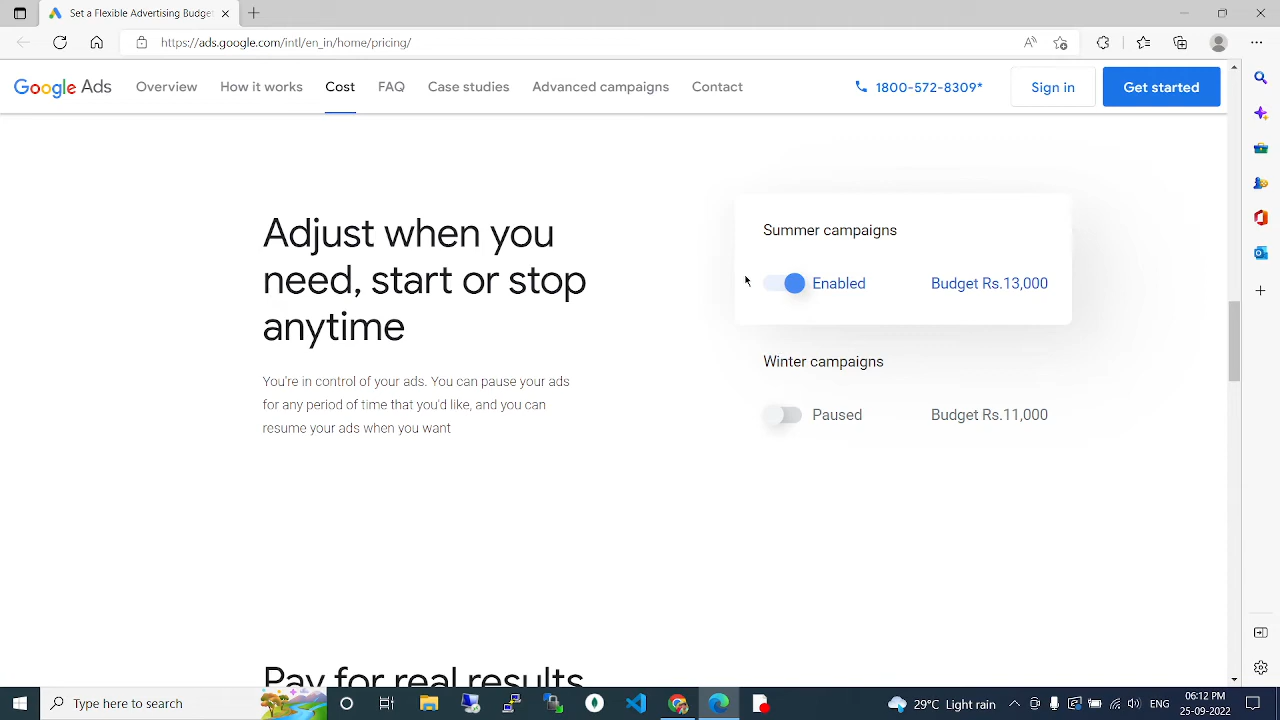 Set a Flexible Advertising Budge
https://ads.google.com/intl/en_in/home/pricing/
Google Ads Overview How it works Cost FAQ Case studies Advanced campaigns Contact 1800-572-8309* Sign in Get started
Adjust when you
need, start or stop
anytime
You're in control of your ads. You can pause your ads
for any period of time that you'd like, and you can
resume your ads when you want
Summer campaigns
Enabled Budget Rs.13,000
Winter campaigns
Paused Budget Rs.11,000
Pay for real results
Type here to search
29°C Light rain
ENG
06:12 PM
25-09-2022